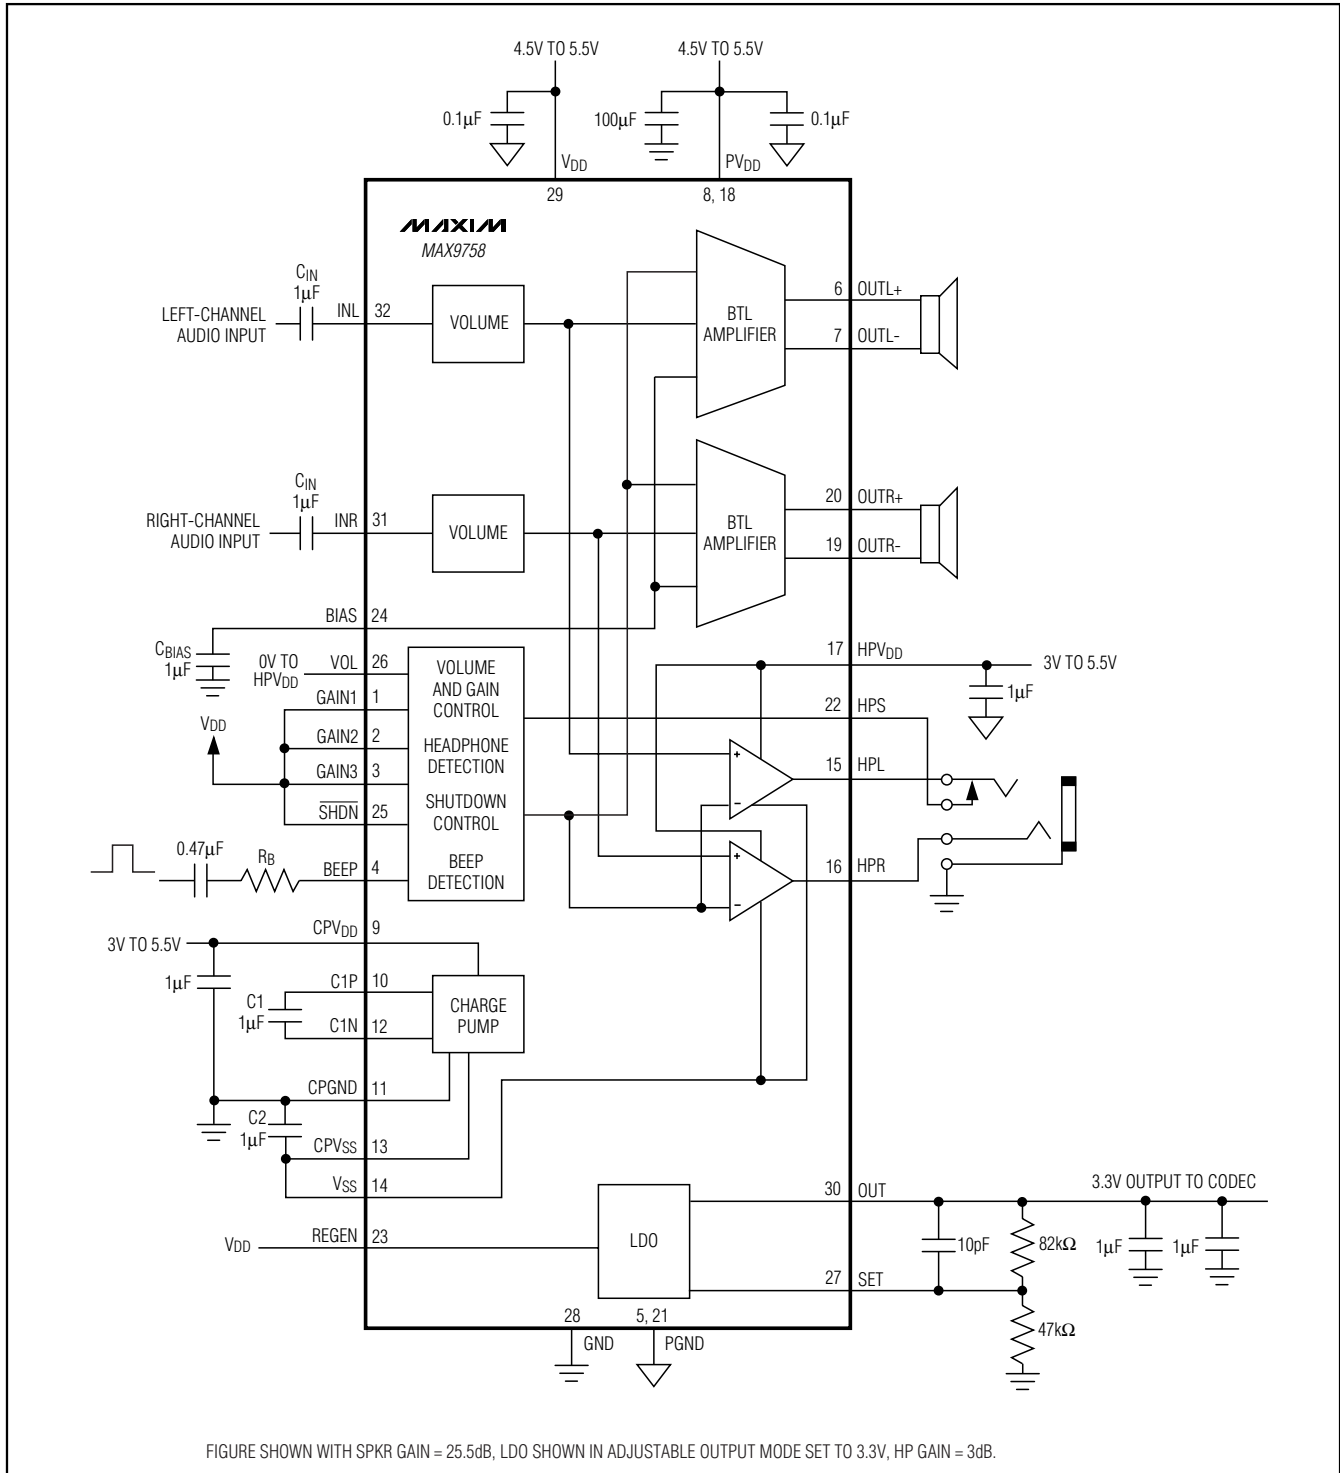 4.5V TO 5.5V
4.5V TO 5.5V
0.1µF
100µF
0.1µF
VDD
PVDD
29
8, 18
MAXIM
MAX9758
CIN
1µF
LEFT-CHANNEL
AUDIO INPUT
INL
32
VOLUME
BTL
AMPLIFIER
6
OUTL+
7
OUTL-
CIN
1µF
RIGHT-CHANNEL
AUDIO INPUT
INR
31
VOLUME
BTL
AMPLIFIER
20
OUTR+
19
OUTR-
BIAS
24
CBIAS
1µF
0V TO
HPVDD
VOL
26
GAIN1
1
VDD
GAIN2
2
GAIN3
3
SHDN
25
VOLUME
AND GAIN
CONTROL
HEADPHONE
DETECTION
SHUTDOWN
CONTROL
BEEP
DETECTION
17
HPVDD
3V TO 5.5V
1µF
22
HPS
15
HPL
+
−
16
HPR
+
−
0.47µF
RB
BEEP
4
CPVDD
9
3V TO 5.5V
1µF
C1P
10
C1
1µF
C1N
12
CHARGE
PUMP
CPGND
11
C2
1µF
CPVSS
13
VSS
14
REGEN
23
VDD
LDO
30
OUT
3.3V OUTPUT TO CODEC
10pF
82kΩ
1µF
1µF
27
SET
47kΩ
28
GND
5, 21
PGND
FIGURE SHOWN WITH SPKR GAIN = 25.5dB, LDO SHOWN IN ADJUSTABLE OUTPUT MODE SET TO 3.3V, HP GAIN = 3dB.